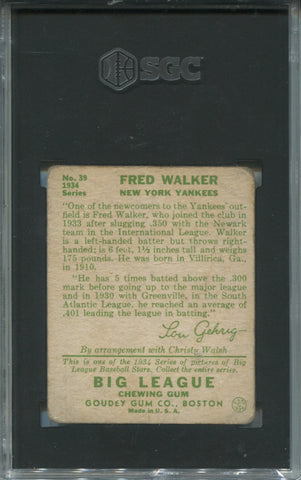 SGC
No. 39
1934
Series
FRED WALKER
NEW YORK YANKEES
"One of the newcomers to the Yankees' out-
field is Fred Walker, who joined the club in
1933 after slugging .350 with the Newark
team in the International League. Walker
is a left-handed batter but throws right-
handed; is 6 feet, 1½ inches tall and weighs
175 pounds. He was born in Villirica, Ga.,
in 1910.
"He has 5 times batted above the .300
mark before going up to the major league
and in 1930 with Greenville, in the South
Atlantic League. he reached an average of
.401 leading the league in batting."
Lou Gehrig
By arrangement with Christy Walsh
This is one of the 1934 Series of pictures of Big
League Baseball Stars. Collect the entire series.
BIG LEAGUE
CHEWING GUM
GOUDEY GUM CO., BOSTON
Made in U. S. A.